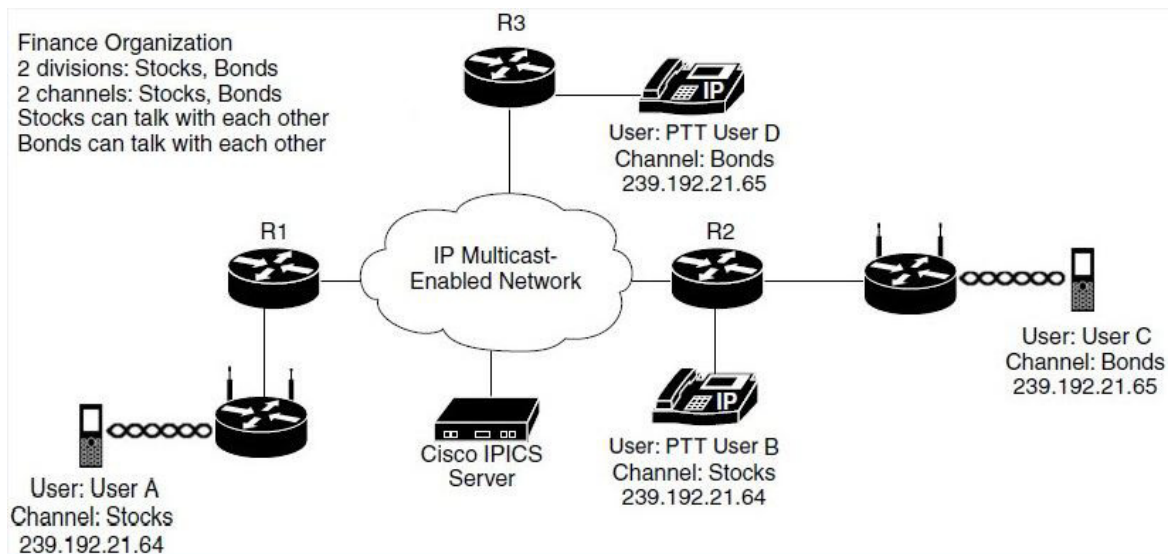 Finance Organization
2 divisions: Stocks, Bonds
2 channels: Stocks, Bonds
Stocks can talk with each other
Bonds can talk with each other
R3
IP
User: PTT User D
Channel: Bonds
239.192.21.65
R1
IP Multicast-
Enabled Network
R2
User: User C
Channel: Bonds
239.192.21.65
Cisco IPICS
Server
IP
User: PTT User B
Channel: Stocks
239.192.21.64
User: User A
Channel: Stocks
239.192.21.64